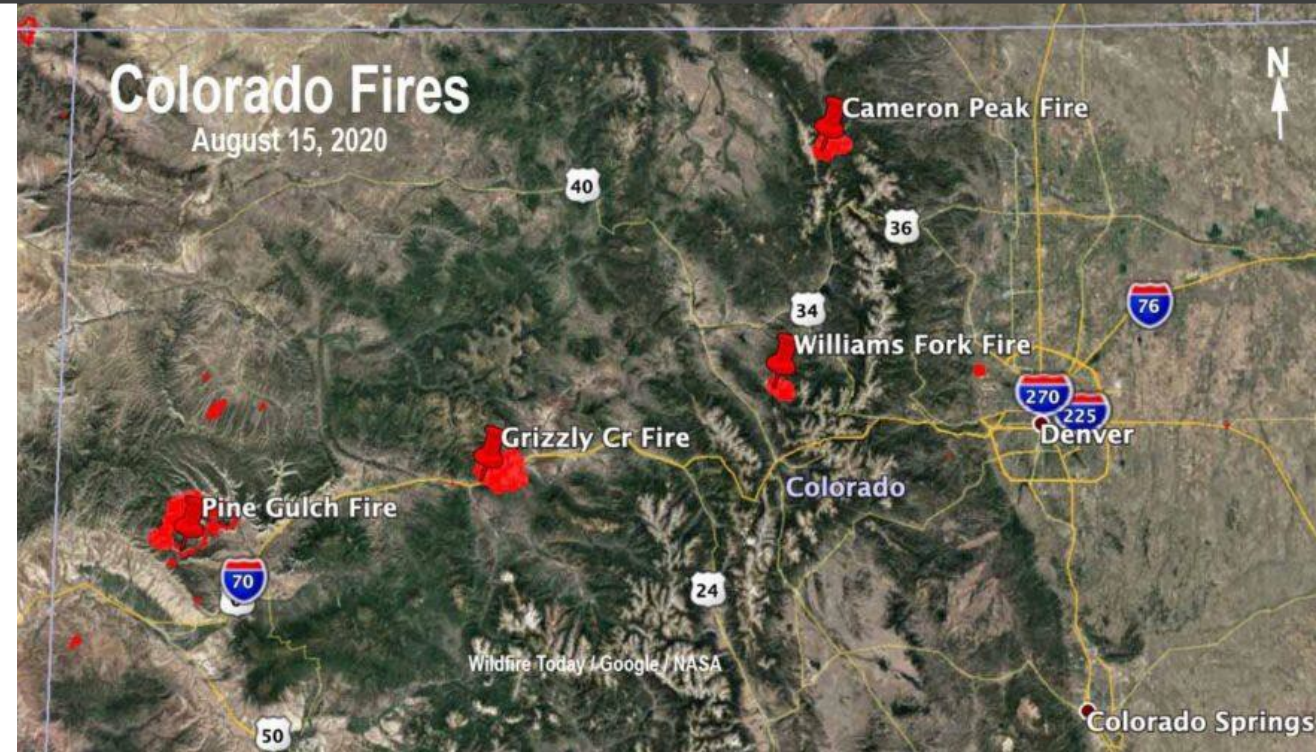 Colorado Fires
August 15, 2020
N
Cameron Peak Fire
40
36
76
34
Williams Fork Fire
270
225
Denver
Grizzly Cr Fire
Colorado
Pine Gulch Fire
70
24
Wildfire Today / Google / NASA
Colorado Springs
50